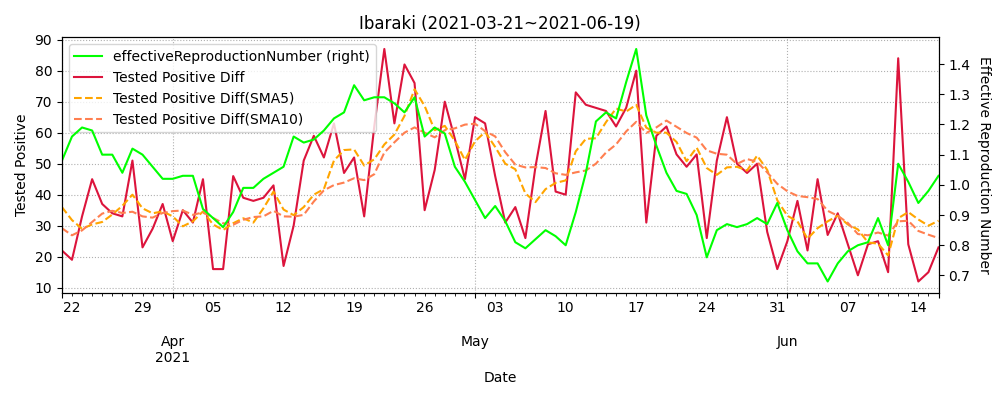 Ibaraki (2021-03-21~2021-06-19)
effectiveReproductionNumber (right)
Tested Positive Diff
Tested Positive Diff(SMA5)
Tested Positive Diff(SMA10)
Tested Positive
90
80
70
60
50
40
30
20
10
1.4
1.3
1.2
1.1
1.0
0.9
0.8
0.7
Effective Reproduction Number
22 29 05 12 19 26 03 10 17 24 31 07 14
Apr May Jun
2021
Date